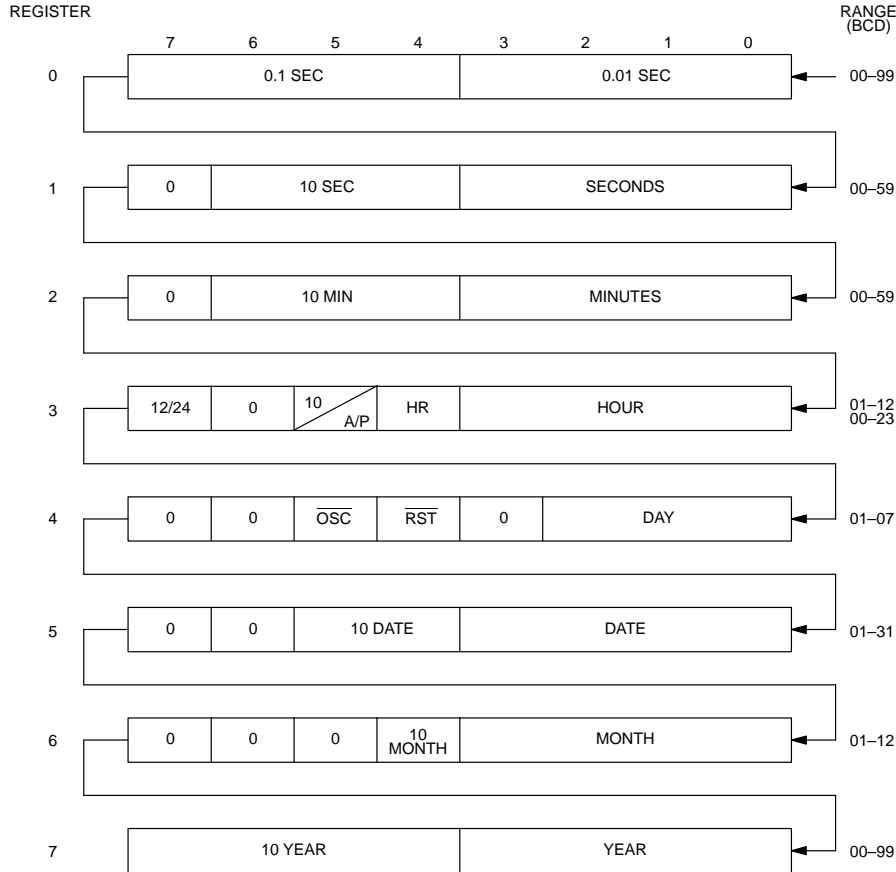 REGISTER
RANGE
(BCD)
7 6 5 4 3 2 1 0
0 0.1 SEC 0.01 SEC 00–99
1 0 10 SEC SECONDS 00–59
2 0 10 MIN MINUTES 00–59
3 12/24 0 10 A/P HR HOUR 01–12
00–23
4 0 0 OSC RST 0 DAY 01–07
5 0 0 10 DATE DATE 01–31
6 0 0 0 10 MONTH MONTH 01–12
7 10 YEAR YEAR 00–99